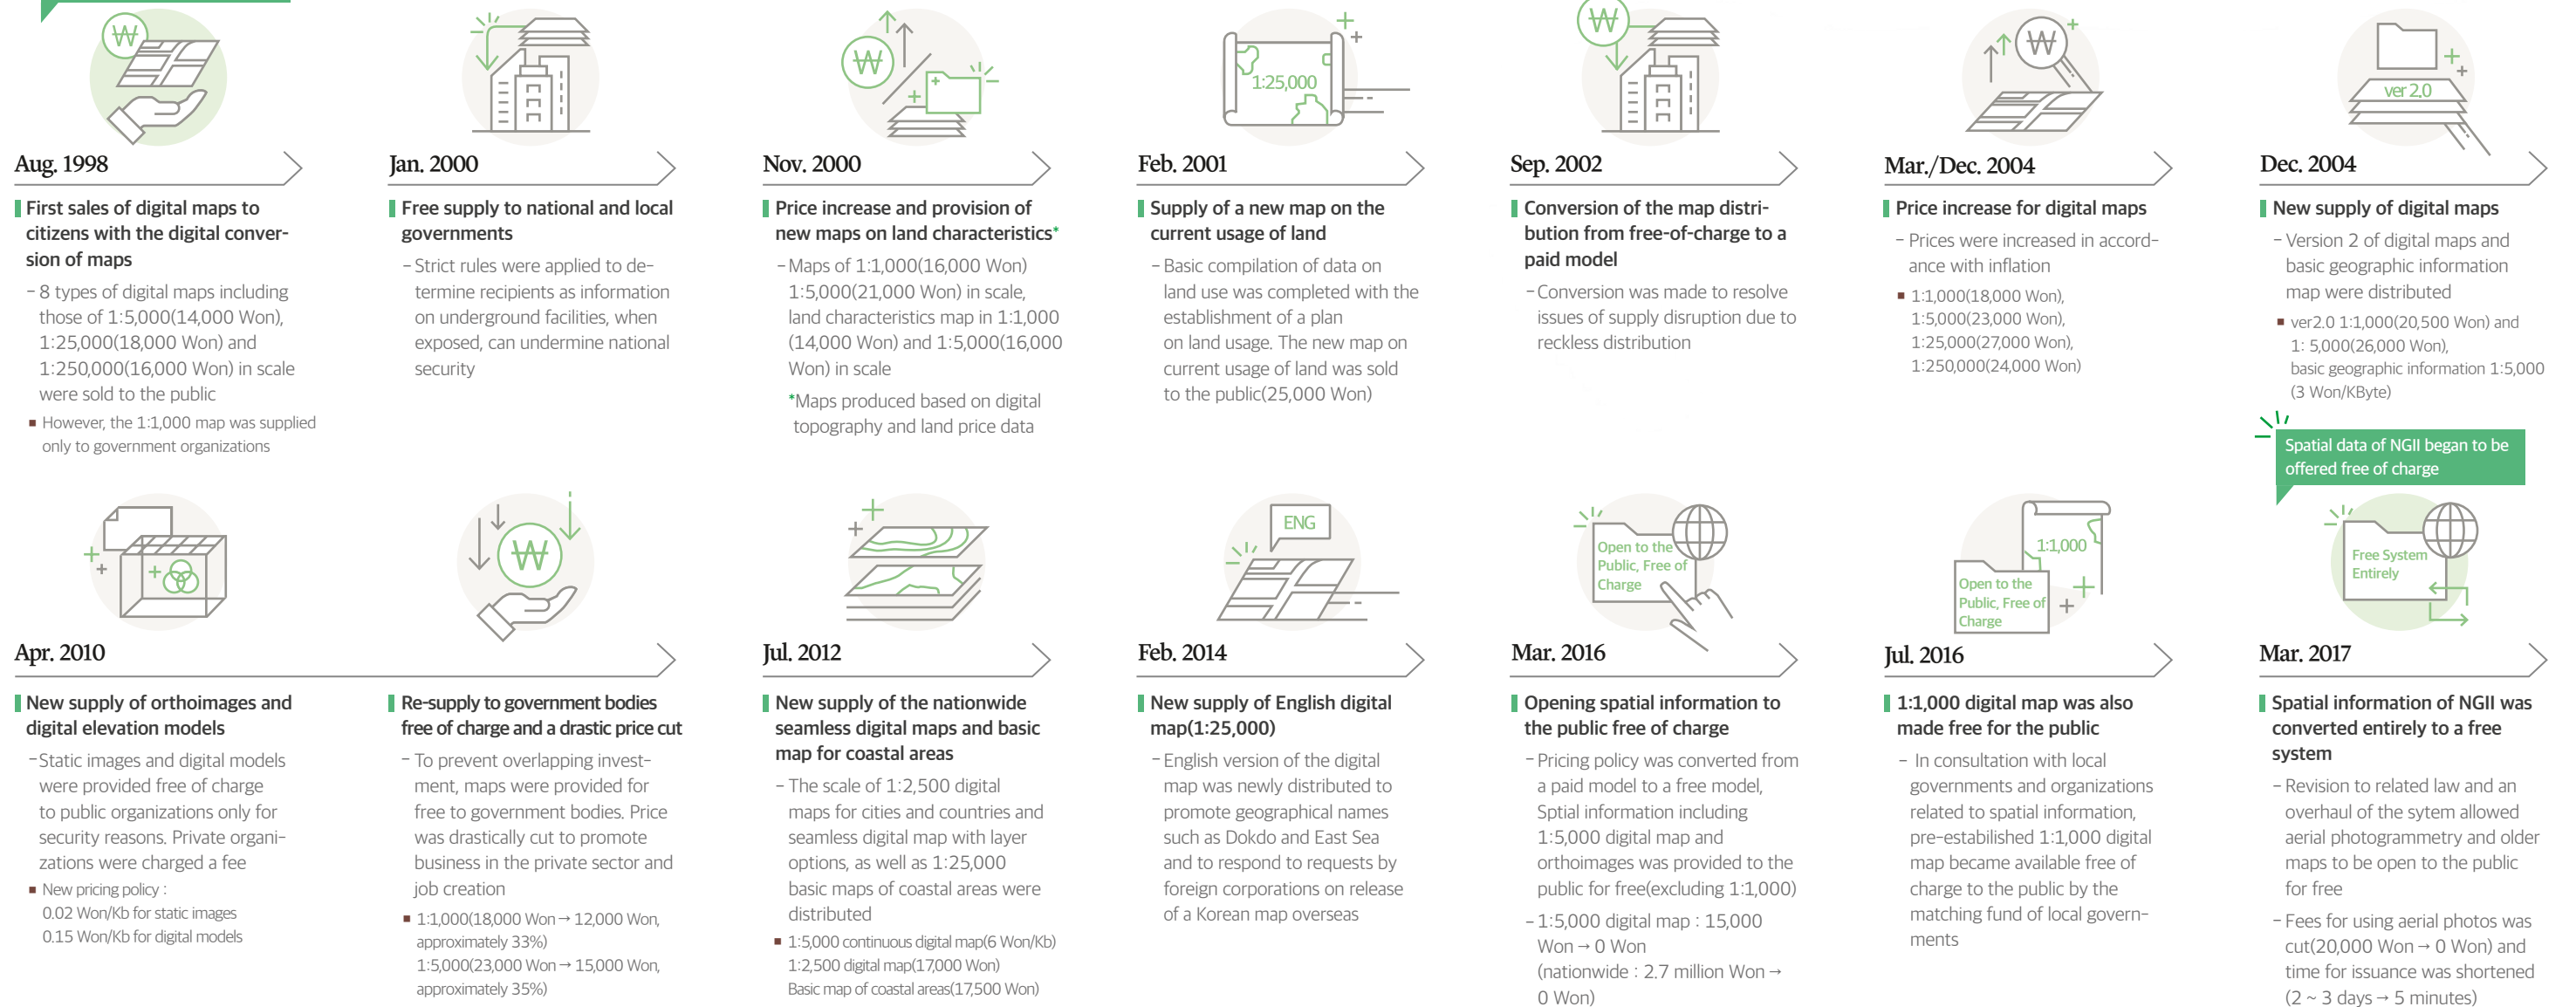 Aug. 1998
First sales of digital maps to
citizens with the digital conver-
sion of maps
- 8 types of digital maps including
those of 1:5,000(14,000 Won),
1:25,000(18,000 Won) and
1:250,000(16,000 Won) in scale
were sold to the public
■ However, the 1:1,000 map was supplied
only to government organizations
Jan. 2000
Free supply to national and local
governments
- Strict rules were applied to de-
termine recipients as information
on underground facilities, when
exposed, can undermine national
security
Nov. 2000
Price increase and provision of
new maps on land characteristics*
- Maps of 1:1,000(16,000 Won)
1:5,000(21,000 Won) in scale,
land characteristics map in 1:1,000
(14,000 Won) and 1:5,000(16,000
Won) in scale
*Maps produced based on digital
topography and land price data
1:25,000
Feb. 2001
Supply of a new map on the
current usage of land
- Basic compilation of data on
land use was completed with the
establishment of a plan
on land usage. The new map on
current usage of land was sold
to the public(25,000 Won)
Sep. 2002
Conversion of the map distri-
bution from free-of-charge to a
paid model
- Conversion was made to resolve
issues of supply disruption due to
reckless distribution
Mar./Dec. 2004
Price increase for digital maps
- Prices were increased in accord-
ance with inflation
■ 1:1,000(18,000 Won),
1:5,000(23,000 Won),
1:25,000(27,000 Won),
1:250,000(24,000 Won)
ver 2.0
Dec. 2004
New supply of digital maps
- Version 2 of digital maps and
basic geographic information
map were distributed
■ ver2.0 1:1,000(20,500 Won) and
1: 5,000(26,000 Won),
basic geographic information 1:5,000
(3 Won/KByte)
Apr. 2010
New supply of orthoimages and
digital elevation models
- Static images and digital models
were provided free of charge
to public organizations only for
security reasons. Private organi-
zations were charged a fee
■ New pricing policy :
0.02 Won/Kb for static images
0.15 Won/Kb for digital models
Re-supply to government bodies
free of charge and a drastic price cut
- To prevent overlapping invest-
ment, maps were provided for
free to government bodies. Price
was drastically cut to promote
business in the private sector and
job creation
■ 1:1,000(18,000 Won → 12,000 Won,
approximately 33%)
1:5,000(23,000 Won → 15,000 Won,
approximately 35%)
Jul. 2012
New supply of the nationwide
seamless digital maps and basic
map for coastal areas
- The scale of 1:2,500 digital
maps for cities and countries and
seamless digital map with layer
options, as well as 1:25,000
basic maps of coastal areas were
distributed
■ 1:5,000 continuous digital map(6 Won/Kb)
1:2,500 digital map(17,000 Won)
Basic map of coastal areas(17,500 Won)
ENG
Feb. 2014
New supply of English digital
map(1:25,000)
- English version of the digital
map was newly distributed to
promote geographical names
such as Dokdo and East Sea
and to respond to requests by
foreign corporations on release
of a Korean map overseas
Open to the
Public, Free of
Charge
Mar. 2016
Opening spatial information to
the public free of charge
- Pricing policy was converted from
a paid model to a free model,
Sptial information including
1:5,000 digital map and
orthoimages was provided to the
public for free(excluding 1:1,000)
- 1:5,000 digital map : 15,000
Won → 0 Won
(nationwide : 2.7 million Won →
0 Won)
1:1,000
Open to the
Public, Free of
Charge
Jul. 2016
1:1,000 digital map was also
made free for the public
- In consultation with local
governments and organizations
related to spatial information,
pre-estabilished 1:1,000 digital
map became available free of
charge to the public by the
matching fund of local govern-
ments
Spatial data of NGII began to be
offered free of charge
Free System
Entirely
Mar. 2017
Spatial information of NGII was
converted entirely to a free
system
- Revision to related law and an
overhaul of the sytem allowed
aerial photogrammetry and older
maps to be open to the public
for free
- Fees for using aerial photos was
cut(20,000 Won → 0 Won) and
time for issuance was shortened
(2 ~ 3 days → 5 minutes)